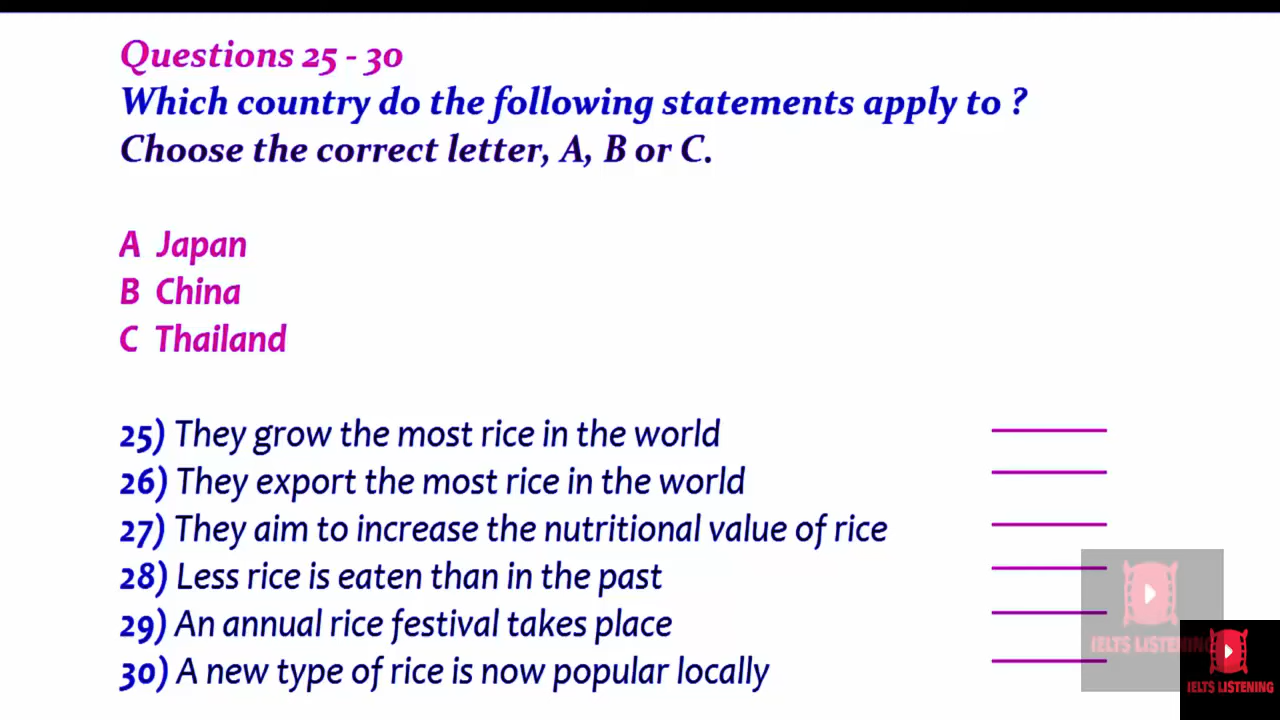 Questions 25 - 30
Which country do the following statements apply to ?
Choose the correct letter, A, B or C.
A Japan
B China
C Thailand
25) They grow the most rice in the world
26) They export the most rice in the world
27) They aim to increase the nutritional value of rice
28) Less rice is eaten than in the past
29) An annual rice festival takes place
30) A new type of rice is now popular locally
IELTS LISTENING
IELTS LISTENING